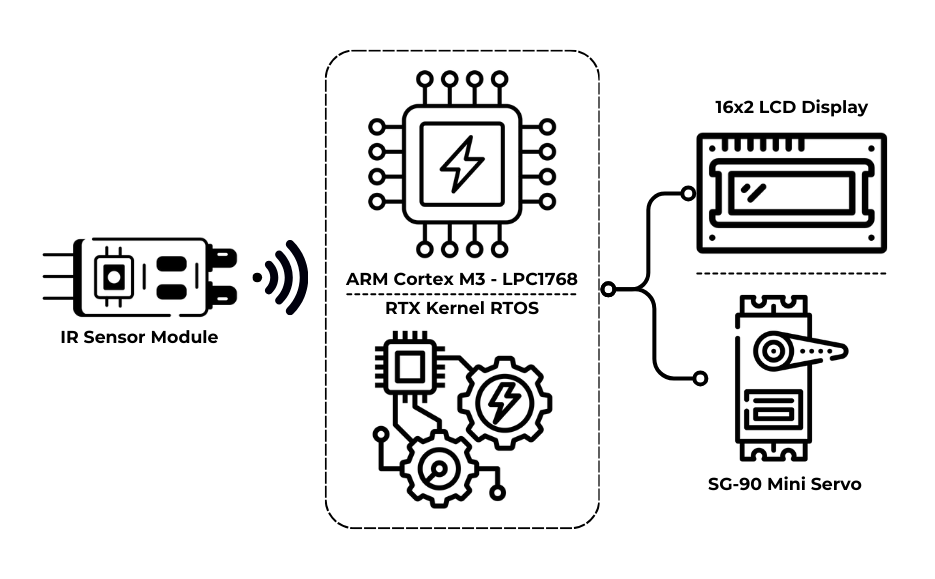 IR Sensor Module
ARM Cortex M3 - LPC1768
RTX Kernel RTOS
16x2 LCD Display
SG-90 Mini Servo